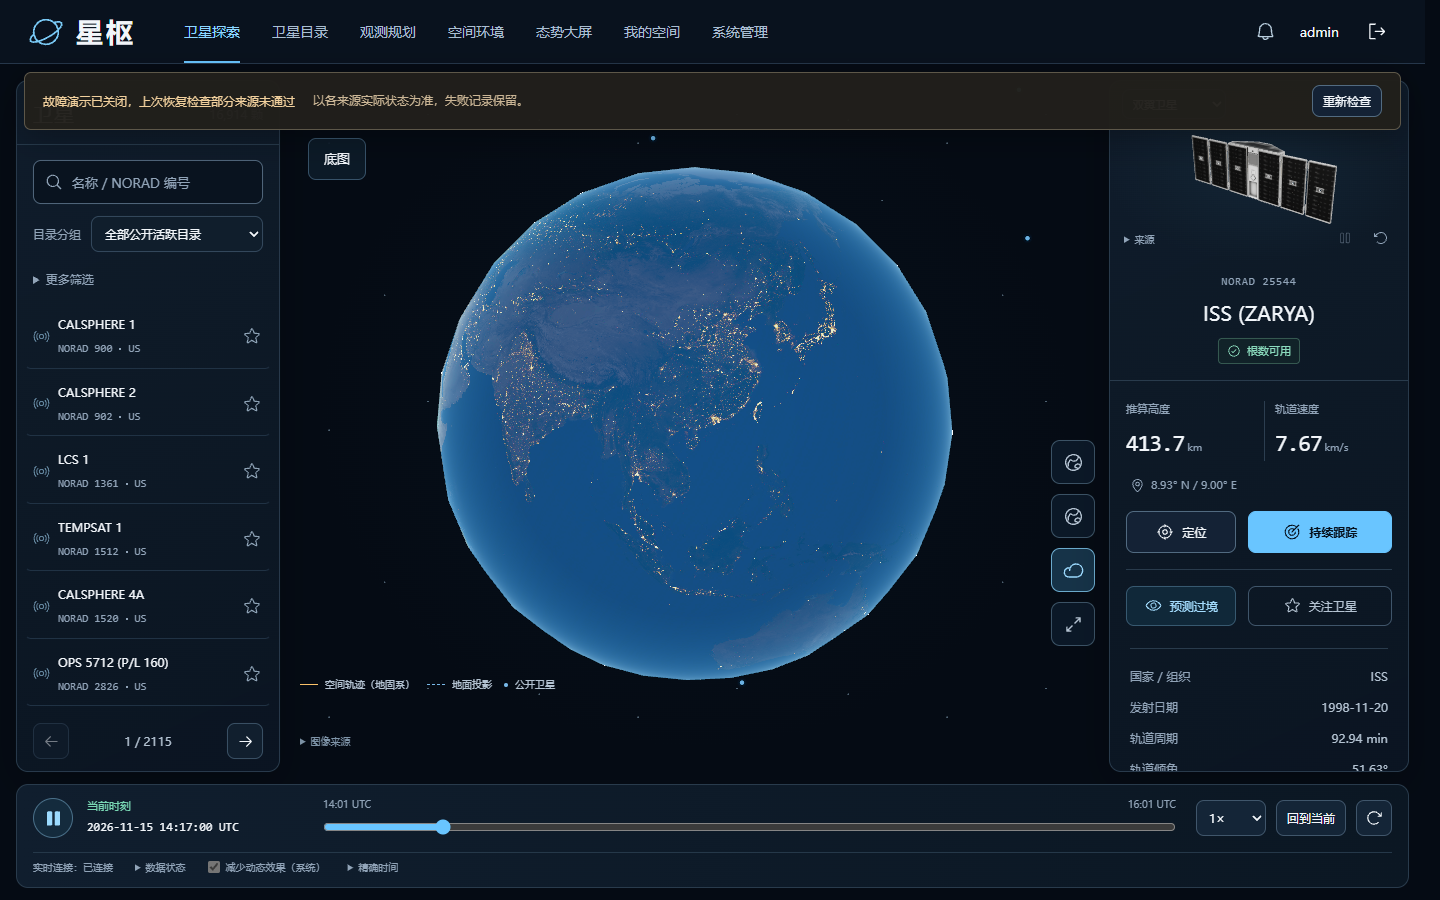 星枢
卫星探索
卫星目录
观测规划
空间环境
态势大屏
我的空间
系统管理
admin
故障演示已关闭，上次恢复检查部分来源未通过
以各来源实际状态为准，失败记录保留。
重新检查
名称 / NORAD 编号
目录分组
全部公开活跃目录
更多筛选
CALSPHERE 1
NORAD 900 · US
CALSPHERE 2
NORAD 902 · US
LCS 1
NORAD 1361 · US
TEMPSAT 1
NORAD 1512 · US
CALSPHERE 4A
NORAD 1520 · US
OPS 5712 (P/L 160)
NORAD 2826 · US
1 / 2115
底图
空间轨迹（地固系）
地面投影
公开卫星
图像来源
来源
NORAD 25544
ISS (ZARYA)
根数可用
推算高度
413.7 km
轨道速度
7.67 km/s
8.93° N / 9.00° E
定位
持续跟踪
预测过境
关注卫星
国家 / 组织
ISS
发射日期
1998-11-20
轨道周期
92.94 min
轨道倾角
51.63°
当前时刻
2026-11-15 14:17:00 UTC
14:01 UTC
16:01 UTC
1×
回到当前
实时连接：已连接
数据状态
减少动态效果（系统）
精确时间